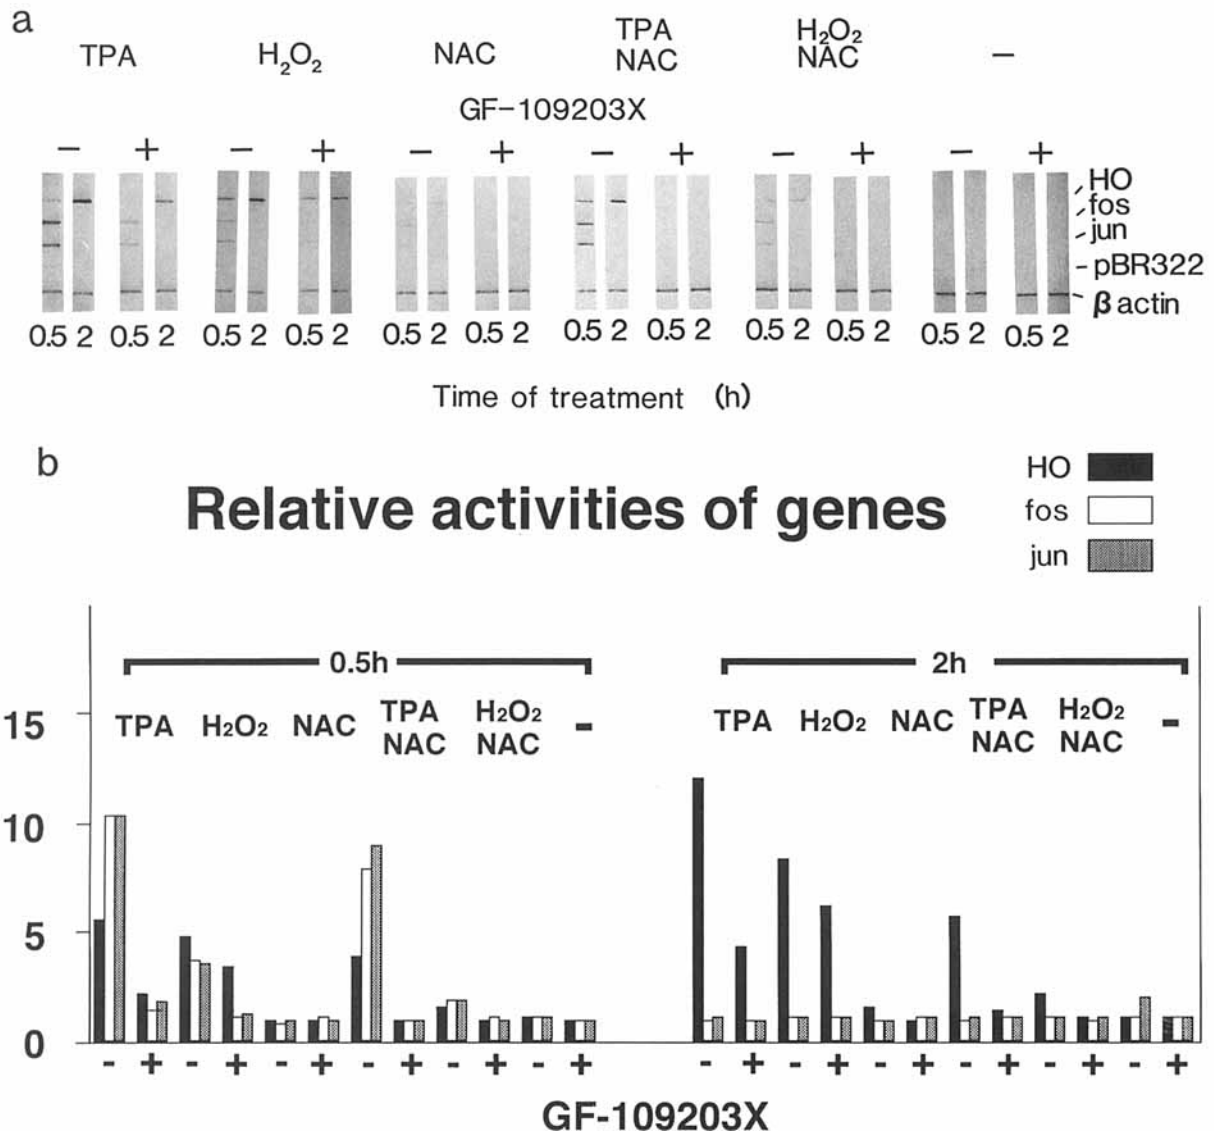 a
TPA H₂O₂ NAC TPA NAC H₂O₂ NAC −
GF−109203X
− + − + − + − + − + − +
HO
fos
jun
pBR322
β actin
0.5 2 0.5 2 0.5 2 0.5 2 0.5 2 0.5 2 0.5 2 0.5 2 0.5 2 0.5 2 0.5 2 0.5 2
Time of treatment (h)
b
Relative activities of genes
HO
fos
jun
0.5h 2h
TPA H₂O₂ NAC TPA NAC H₂O₂ NAC - TPA H₂O₂ NAC TPA NAC H₂O₂ NAC -
15
10
5
0
- + - + - + - + - + - + - + - + - + - + - + - +
GF-109203X